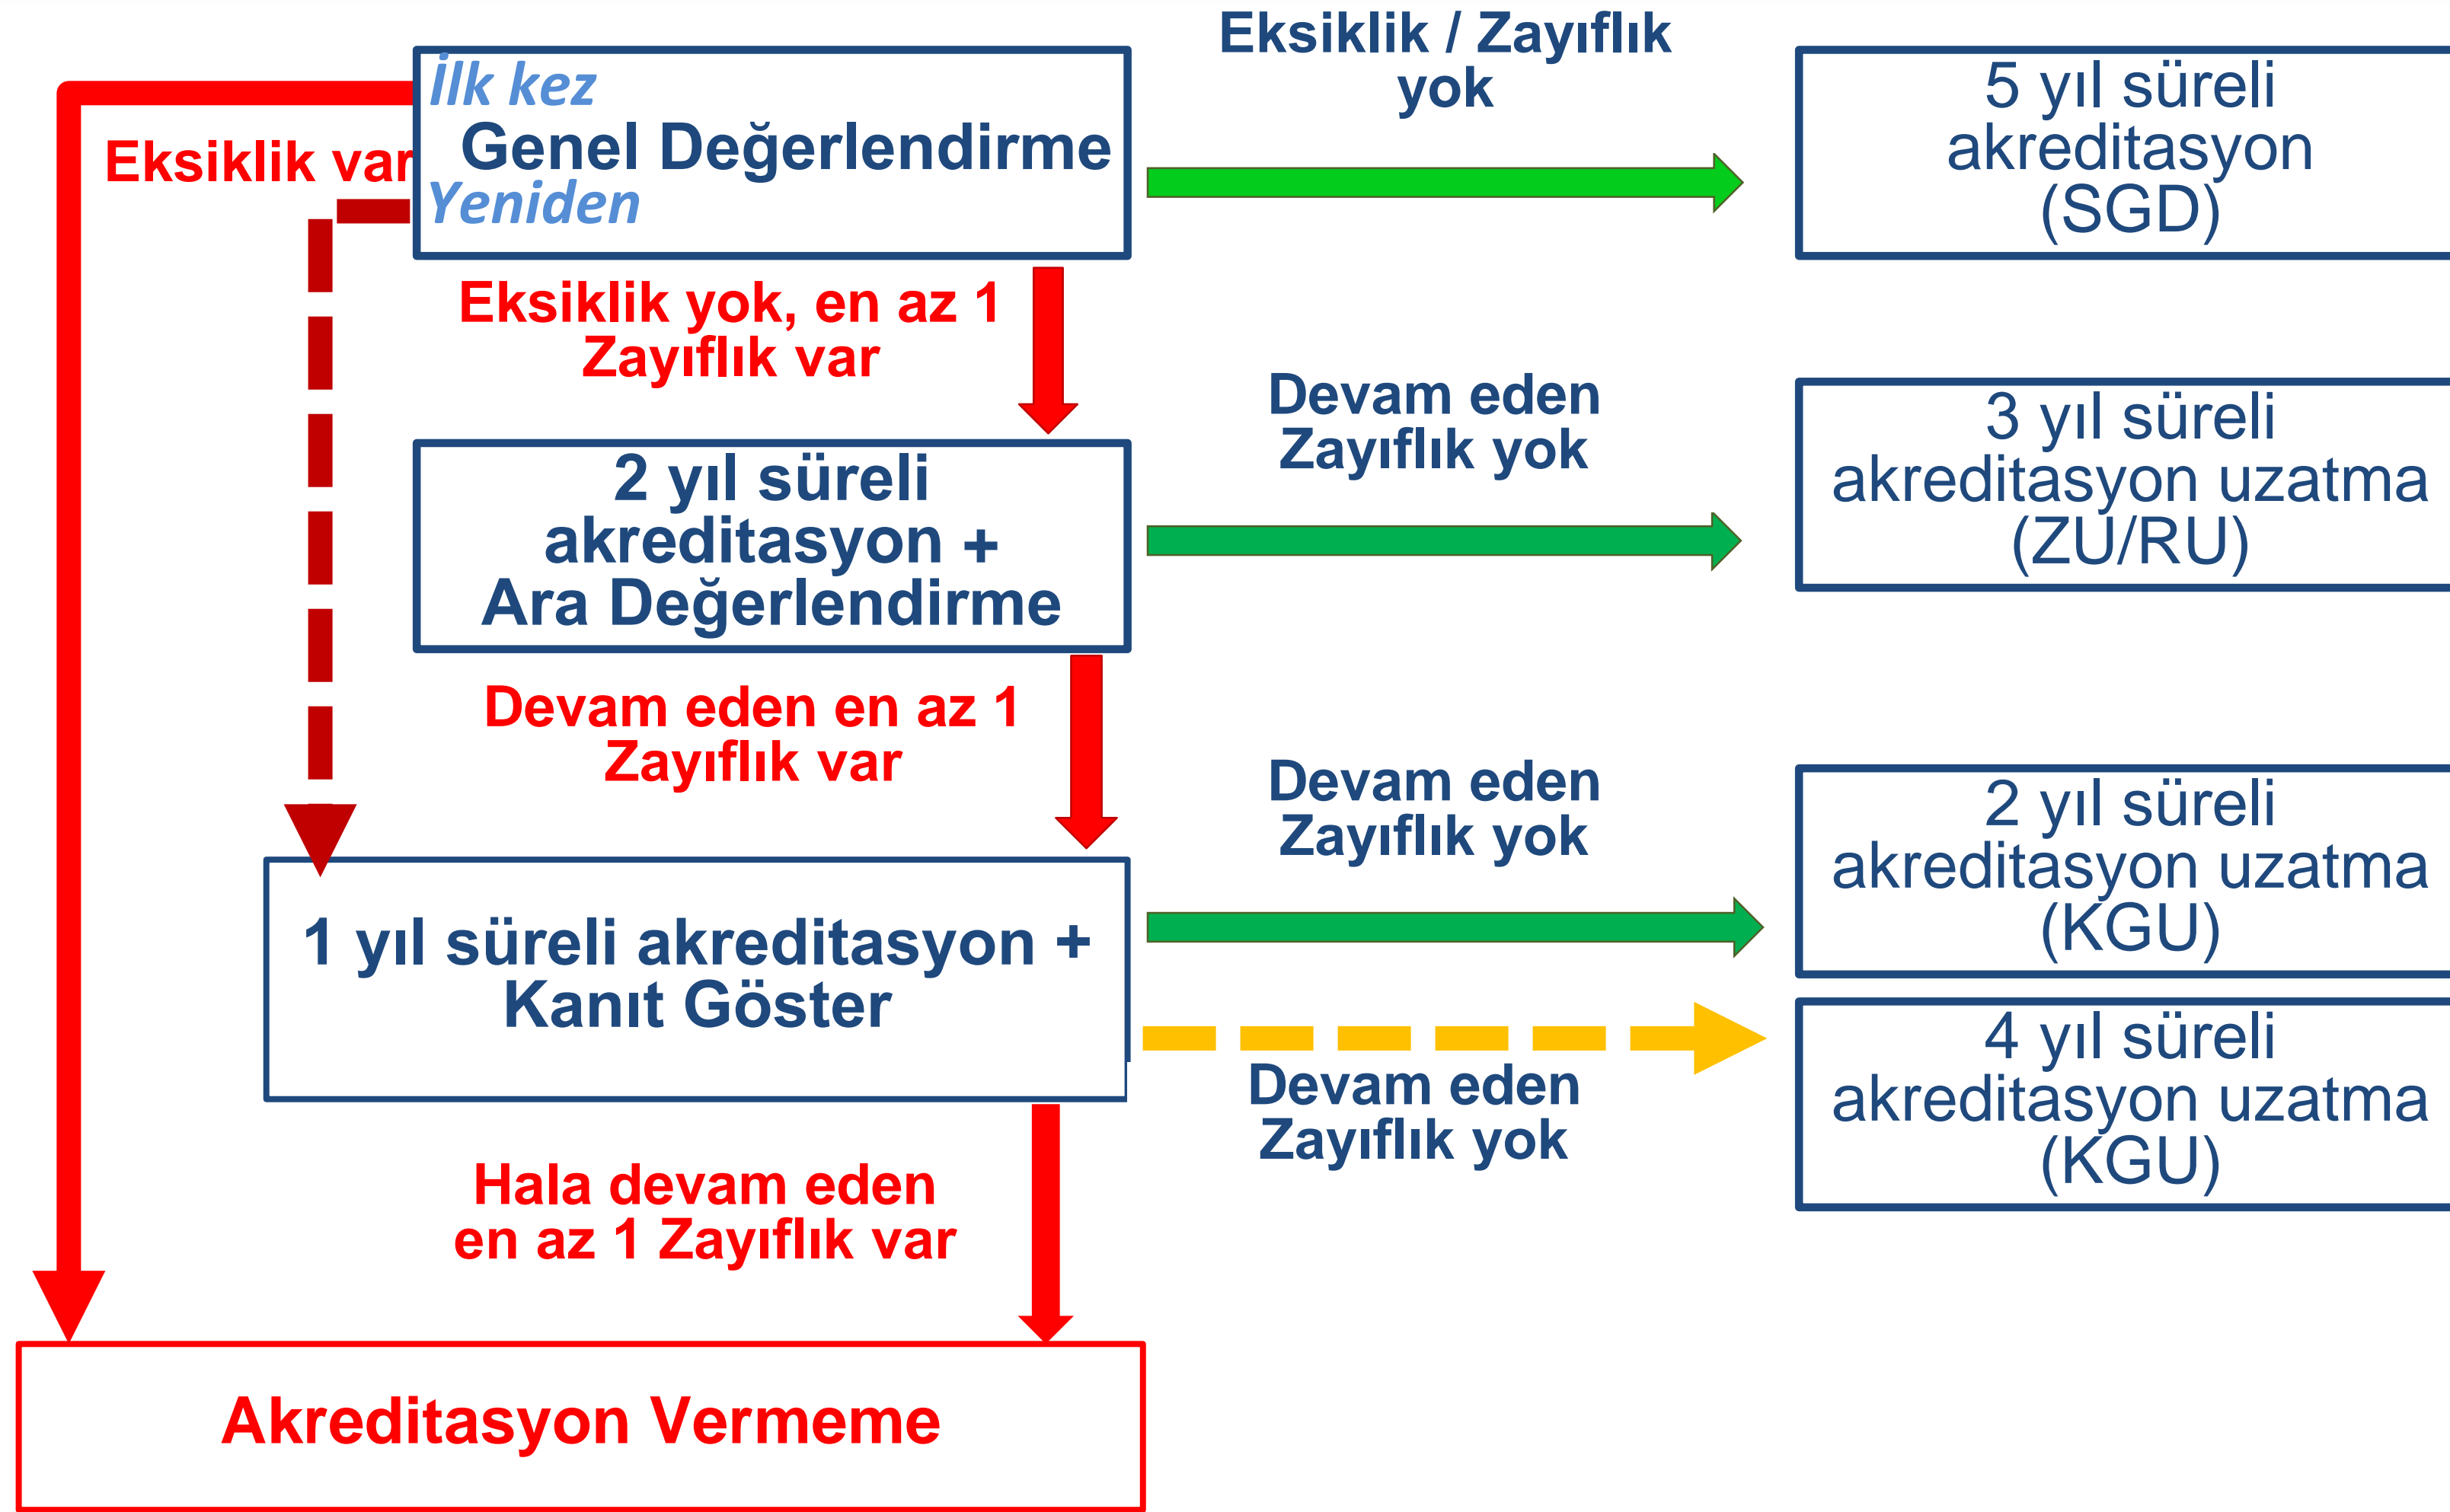 Eksiklik / Zayıflık
yok
İlk kez
Genel Değerlendirme
Yeniden
Eksiklik var
5 yıl süreli
akreditasyon
(SGD)
Eksiklik yok, en az 1
Zayıflık var
2 yıl süreli
akreditasyon +
Ara Değerlendirme
Devam eden
Zayıflık yok
3 yıl süreli
akreditasyon uzatma
(ZU/RU)
Devam eden en az 1
Zayıflık var
1 yıl süreli akreditasyon +
Kanıt Göster
Devam eden
Zayıflık yok
2 yıl süreli
akreditasyon uzatma
(KGU)
Devam eden
Zayıflık yok
4 yıl süreli
akreditasyon uzatma
(KGU)
Hala devam eden
en az 1 Zayıflık var
Akreditasyon Vermeme